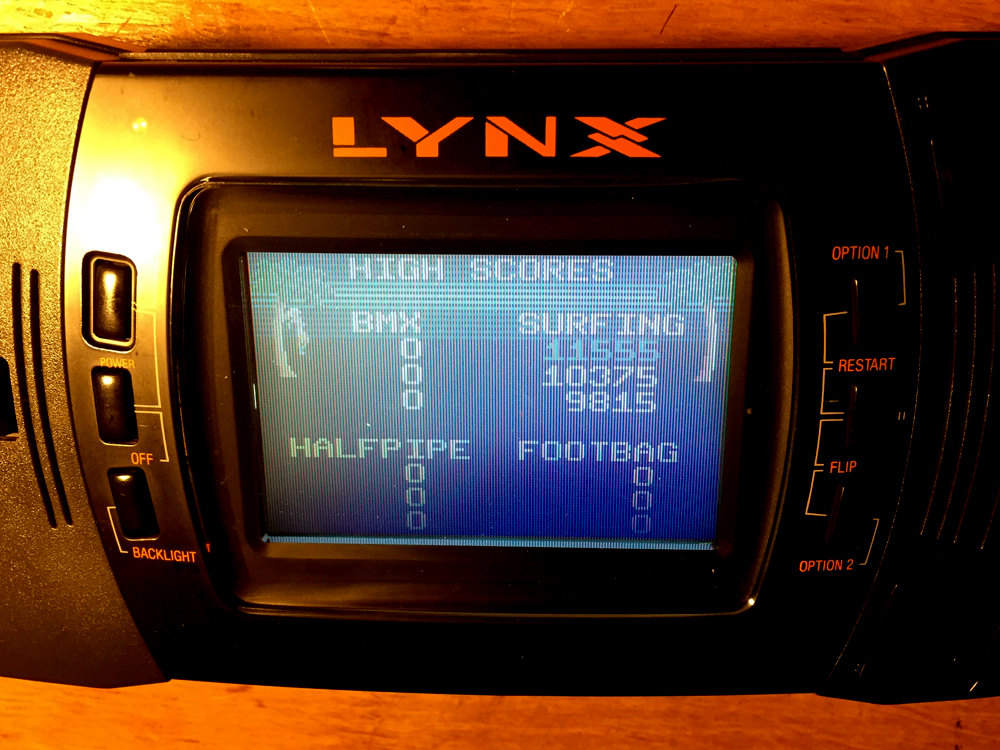 LYNX
HIGH SCORES
BMX
0
0
0
SURFING
11555
10375
9815
HALFPIPE
0
0
0
FOOTBAG
0
0
0
POWER
OFF
BACKLIGHT
OPTION 1
RESTART
FLIP
OPTION 2